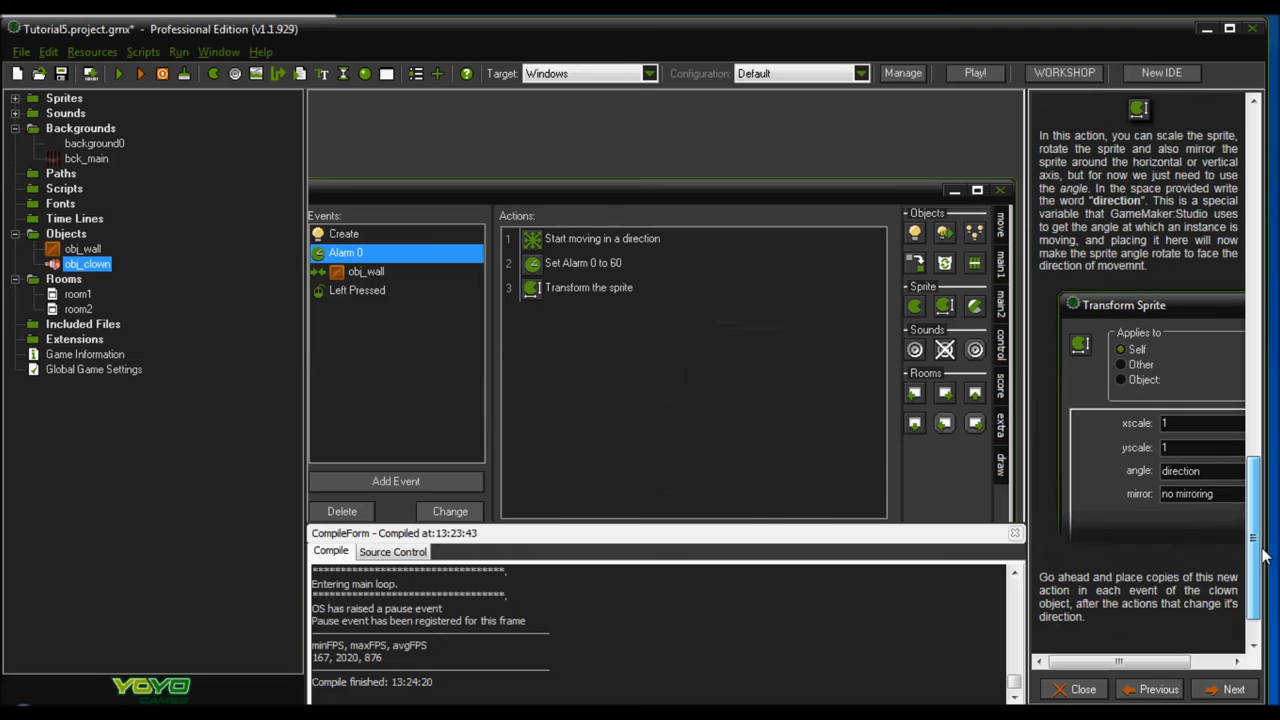 Tutorial5.project.gmx* - Professional Edition (v1.1.929)
File Edit Resources Scripts Run Window Help
Target: Windows Configuration: Default Manage Play! WORKSHOP New IDE
Sprites
Sounds
Backgrounds
background0
bck_main
Paths
Scripts
Fonts
Time Lines
Objects
obj_wall
obj_clown
Rooms
room1
room2
Included Files
Extensions
Game Information
Global Game Settings
YOYO
GAMES
Events:
Create
Alarm 0
obj_wall
Left Pressed
Add Event
Delete Change
Actions:
1 Start moving in a direction
2 Set Alarm 0 to 60
3 Transform the sprite
Objects
Sprite
Sounds
Rooms
move
main1
main2
control
score
extra
draw
CompileForm - Compiled at:13:23:43
Compile Source Control
**********************************.
Entering main loop.
**********************************.
OS has raised a pause event
Pause event has been registered for this frame
minFPS, maxFPS, avgFPS
167, 2020, 876
Compile finished: 13:24:20
In this action, you can scale the sprite,
rotate the sprite and also mirror the
sprite around the horizontal or vertical
axis, but for now we just need to use
the angle. In the space provided write
the word "direction". This is a special
variable that GameMaker:Studio uses
to get the angle at which an instance is
moving, and placing it here will now
make the sprite angle rotate to face the
direction of movemnt.
Transform Sprite
Applies to
Self
Other
Object:
xscale: 1
yscale: 1
angle: direction
mirror: no mirroring
Go ahead and place copies of this new
action in each event of the clown
object, after the actions that change it's
direction.
Close Previous Next